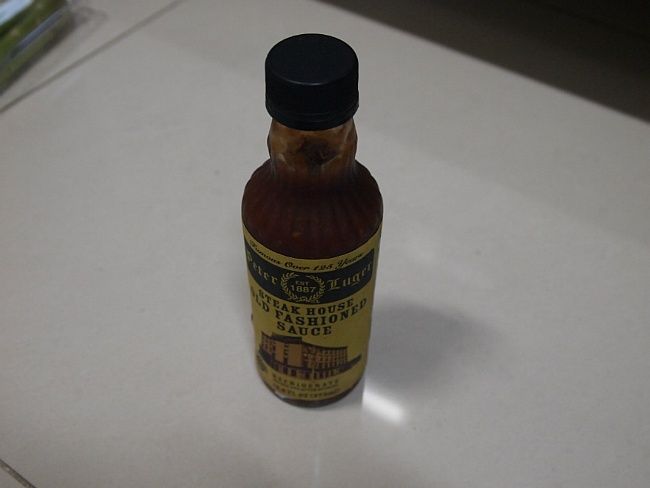 Famous Over 125 Years
Peter Luger
EST
1887
STEAK HOUSE
OLD FASHIONED
SAUCE
REFRIGERATE